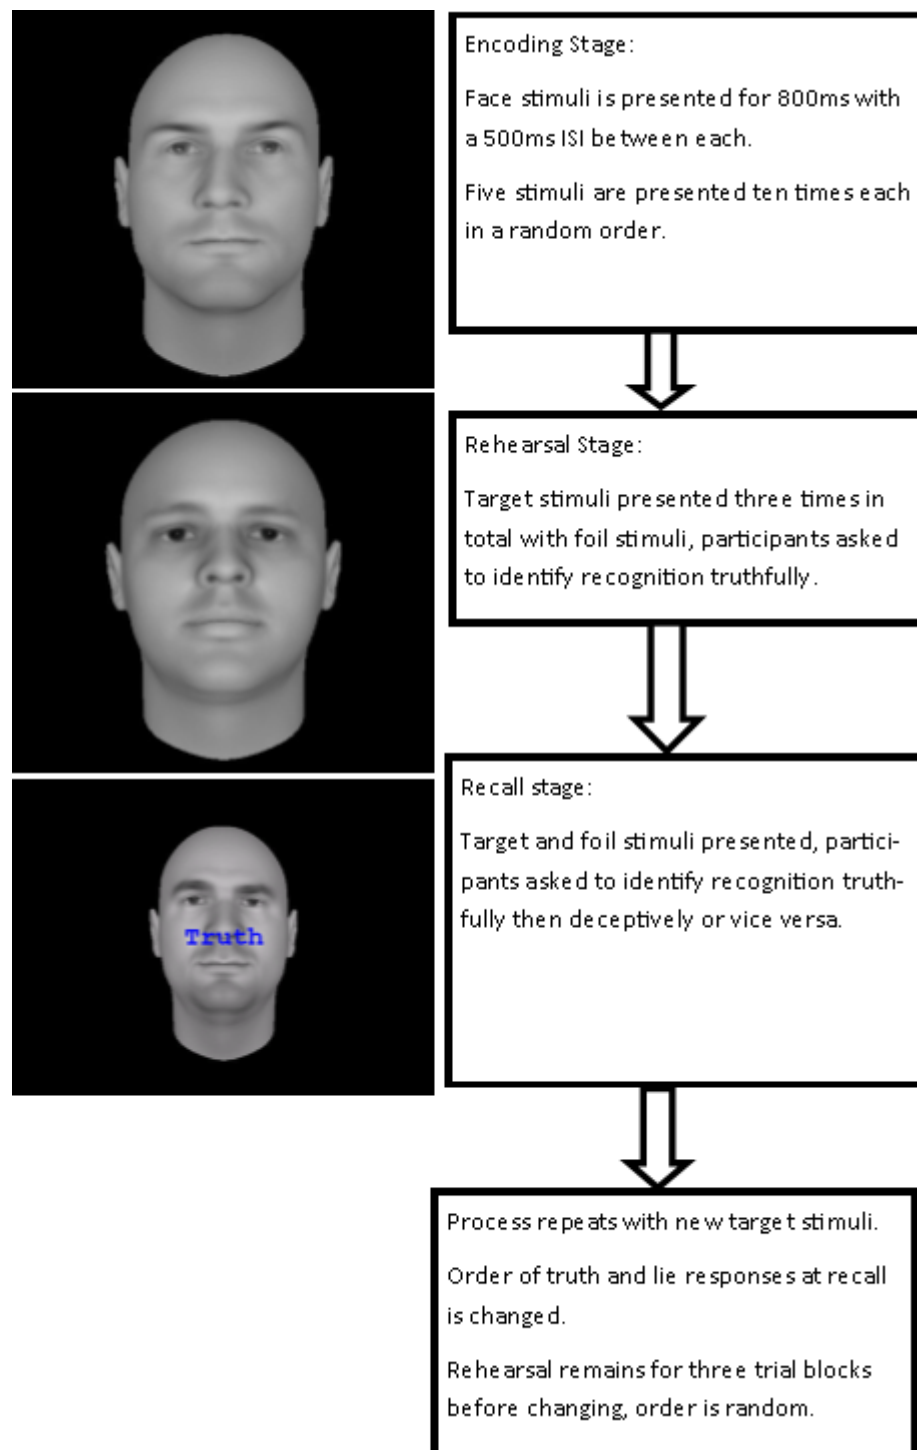 Encoding Stage:
Face stimuli is presented for 800ms with
a 500ms ISI between each.
Five stimuli are presented ten times each
in a random order.
Rehearsal Stage:
Target stimuli presented three times in
total with foil stimuli, participants asked
to identify recognition truthfully.
Recall stage:
Target and foil stimuli presented, partici-
pants asked to identify recognition truth-
fully then deceptively or vice versa.
Truth
Process repeats with new target stimuli.
Order of truth and lie responses at recall
is changed.
Rehearsal remains for three trial blocks
before changing, order is random.